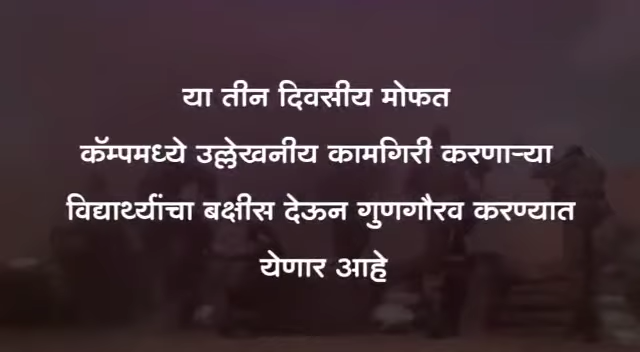 या तीन दिवसीय मोफत
कॅम्पमध्ये उल्लेखनीय कामगिरी करणाऱ्या
विद्यार्थ्यांचा बक्षीस देऊन गुणगौरव करण्यात
येणार आहे